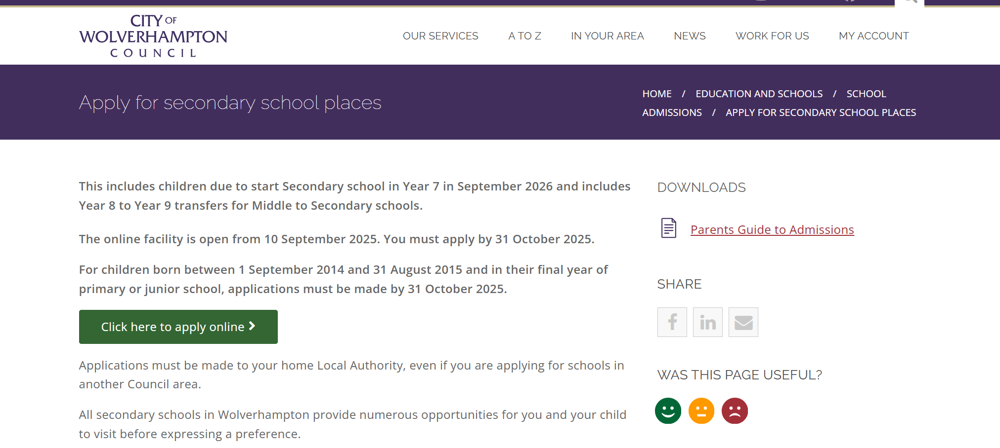 CITY OF
WOLVERHAMPTON
COUNCIL
OUR SERVICES A TO Z IN YOUR AREA NEWS WORK FOR US MY ACCOUNT
Apply for secondary school places
HOME / EDUCATION AND SCHOOLS / SCHOOL
ADMISSIONS / APPLY FOR SECONDARY SCHOOL PLACES
This includes children due to start Secondary school in Year 7 in September 2026 and includes
Year 8 to Year 9 transfers for Middle to Secondary schools.
The online facility is open from 10 September 2025. You must apply by 31 October 2025.
For children born between 1 September 2014 and 31 August 2015 and in their final year of
primary or junior school, applications must be made by 31 October 2025.
Click here to apply online
Applications must be made to your home Local Authority, even if you are applying for schools in
another Council area.
All secondary schools in Wolverhampton provide numerous opportunities for you and your child
to visit before expressing a preference.
DOWNLOADS
Parents Guide to Admissions
SHARE
WAS THIS PAGE USEFUL?